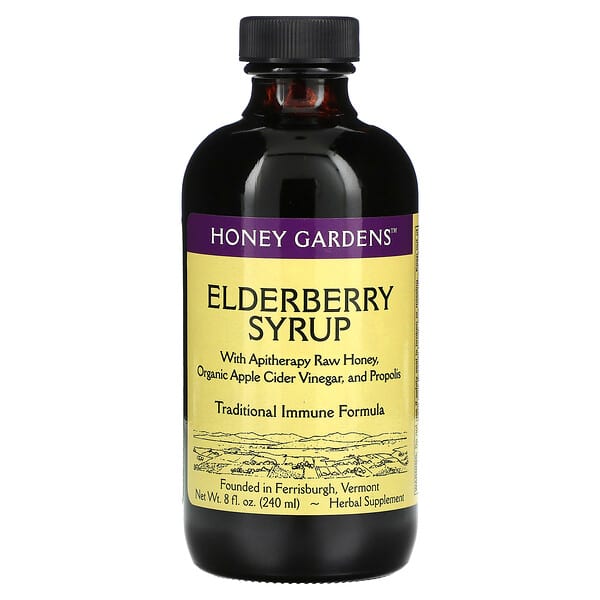 HONEY GARDENS™
ELDERBERRY
SYRUP
With Apitherapy Raw Honey,
Organic Apple Cider Vinegar, and Propolis
Traditional Immune Formula
Founded in Ferrisburgh, Vermont
Net Wt. 8 fl. oz. (240 ml) ~ Herbal Supplement